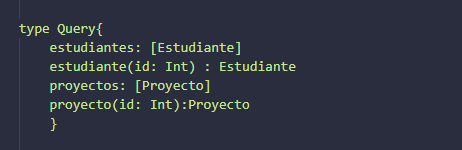 type Query{
estudiantes: [Estudiante]
estudiante(id: Int) : Estudiante
proyectos: [Proyecto]
proyecto(id: Int):Proyecto
}